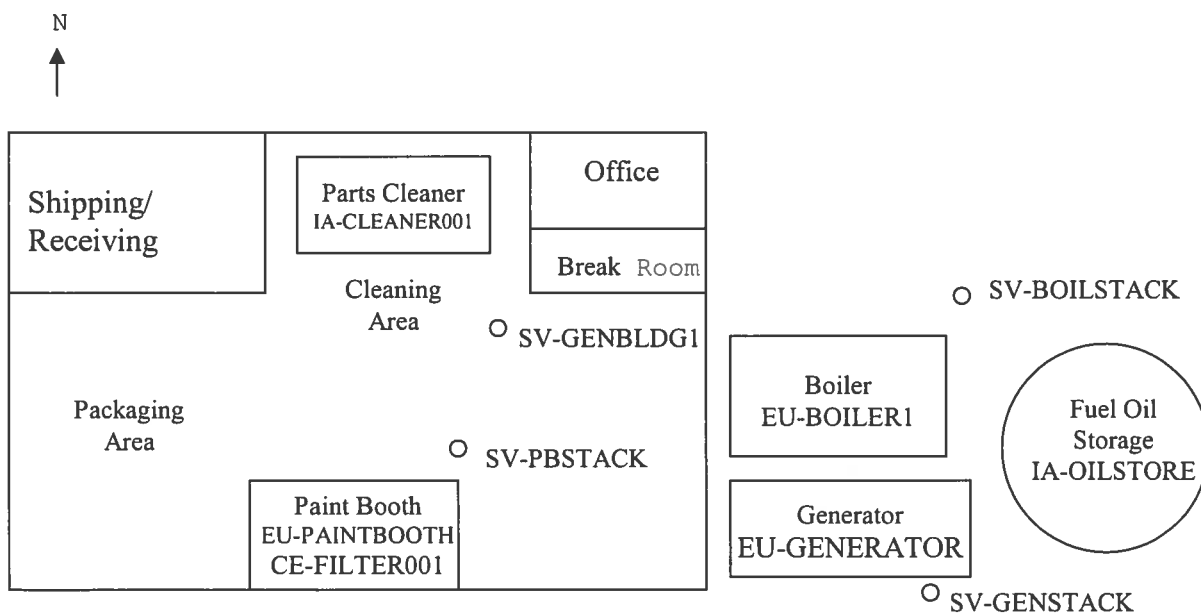 N
Shipping/
Receiving
Parts Cleaner
IA-CLEANER001
Office
Break Room
Cleaning
Area
SV-GENBLDG1
SV-BOILSTACK
Packaging
Area
SV-PBSTACK
Boiler
EU-BOILER1
Fuel Oil
Storage
IA-OILSTORE
Paint Booth
EU-PAINTBOOTH
CE-FILTER001
Generator
EU-GENERATOR
SV-GENSTACK